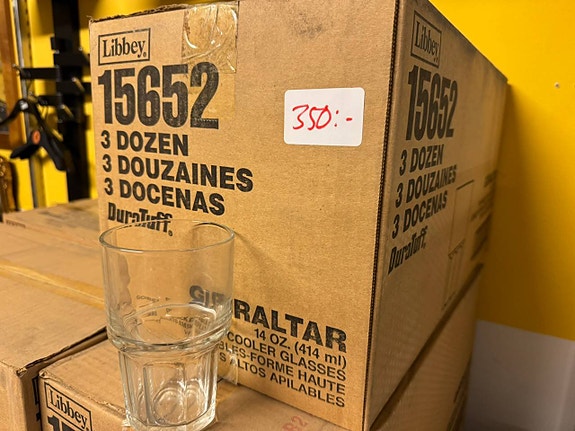 Libbey
15652
3 DOZEN
3 DOUZAINES
3 DOCENAS
DuraTuff
350:-
GIBRALTAR
14 OZ. (414 ml)
COOLER GLASSES
FORME HAUTE
ALTOS APILABLES
Libbey
15652
3 DOZEN
3 DOUZAINES
3 DOCENAS
DuraTuff
Libbey